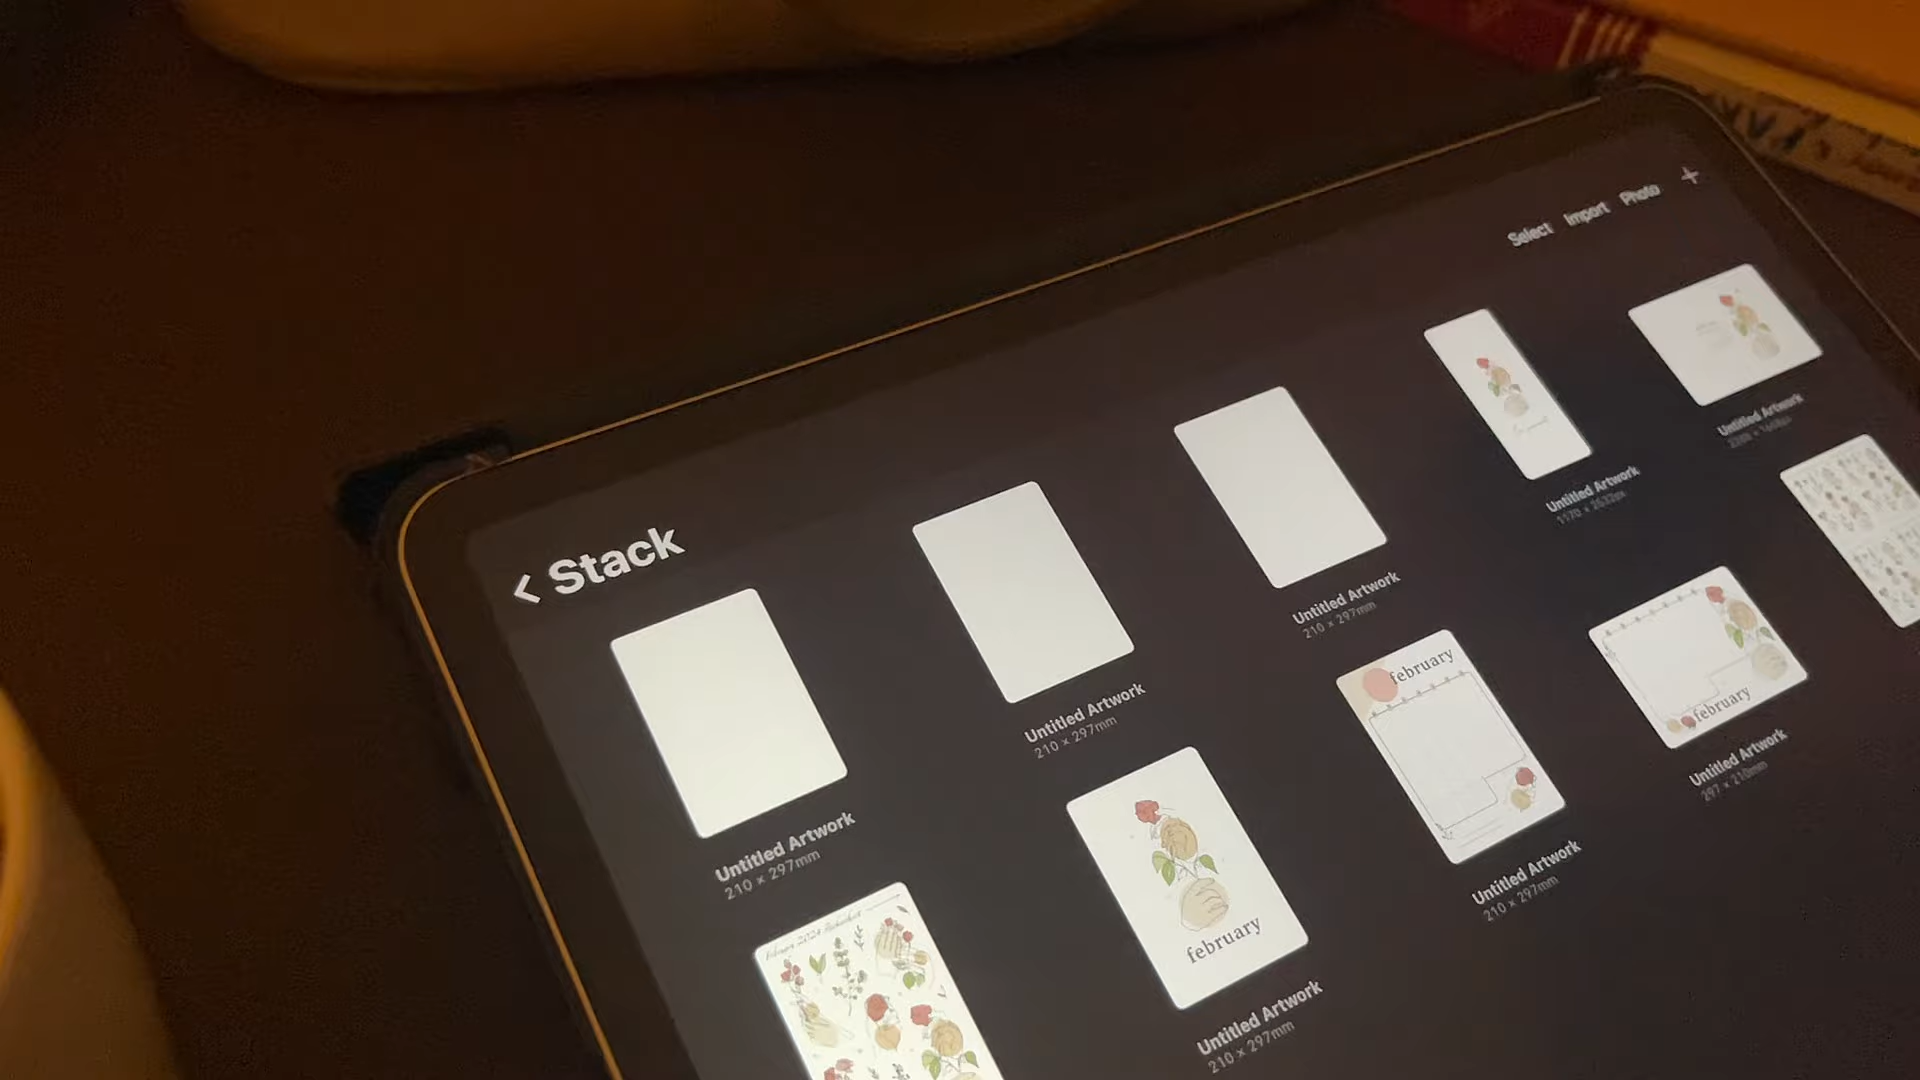 Select Import Photo
Stack
Untitled Artwork
210 × 297mm
Untitled Artwork
210 × 297mm
Untitled Artwork
210 × 297mm
Untitled Artwork
Untitled Artwork
february
Untitled Artwork
210 × 297mm
february
Untitled Artwork
210 × 297mm
february
Untitled Artwork
297 × 210mm